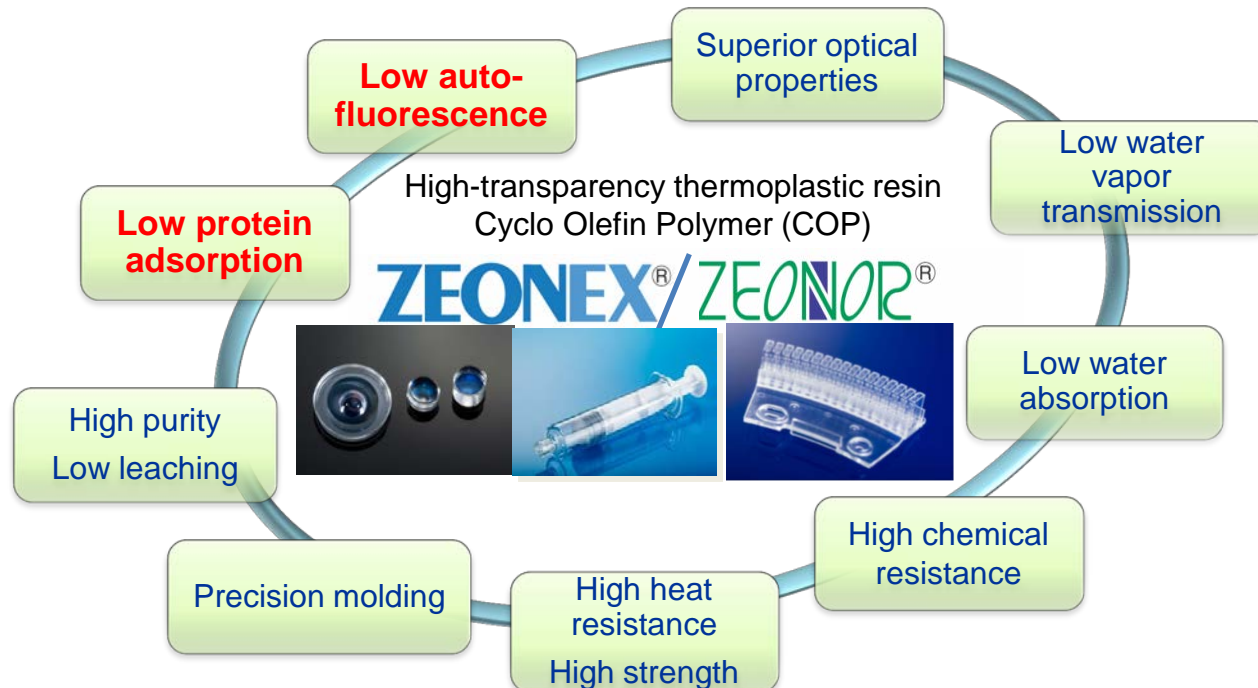 Low auto-
fluorescence
Superior optical
properties
Low water
vapor
transmission
Low protein
adsorption
High-transparency thermoplastic resin
Cyclo Olefin Polymer (COP)
ZEONEX® ZEONOR®
Low water
absorption
High purity
Low leaching
High chemical
resistance
Precision molding
High heat
resistance
High strength